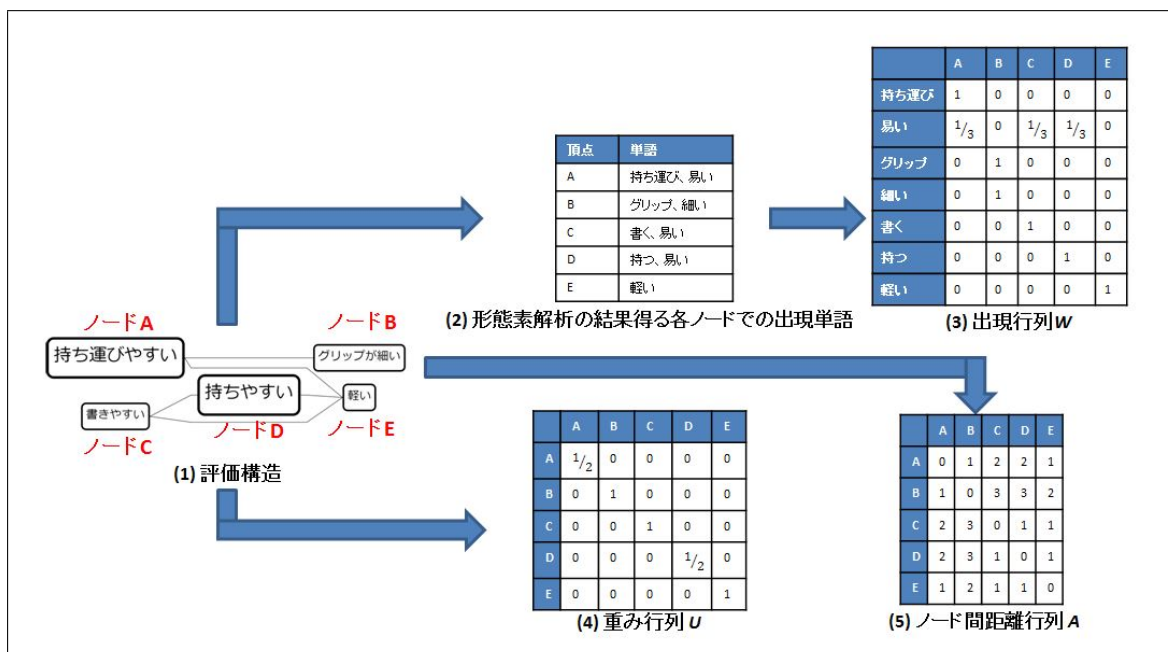 ノードA
ノードB
持ち運びやすい
グリップが細い
持ちやすい
軽い
書きやすい
ノードC
ノードD
ノードE
(1) 評価構造
頂点 単語
A 持ち運び、易い
B グリップ、細い
C 書く、易い
D 持つ、易い
E 軽い
(2) 形態素解析の結果得る各ノードでの出現単語
A B C D E
持ち運び 1 0 0 0 0
易い 1/3 0 1/3 1/3 0
グリップ 0 1 0 0 0
細い 0 1 0 0 0
書く 0 0 1 0 0
持つ 0 0 0 1 0
軽い 0 0 0 0 1
(3) 出現行列W
A B C D E
A 1/2 0 0 0 0
B 0 1 0 0 0
C 0 0 1 0 0
D 0 0 0 1/2 0
E 0 0 0 0 1
(4) 重み行列 U
A B C D E
A 0 1 2 2 1
B 1 0 3 3 2
C 2 3 0 1 1
D 2 3 1 0 1
E 1 2 1 1 0
(5) ノード間距離行列 A